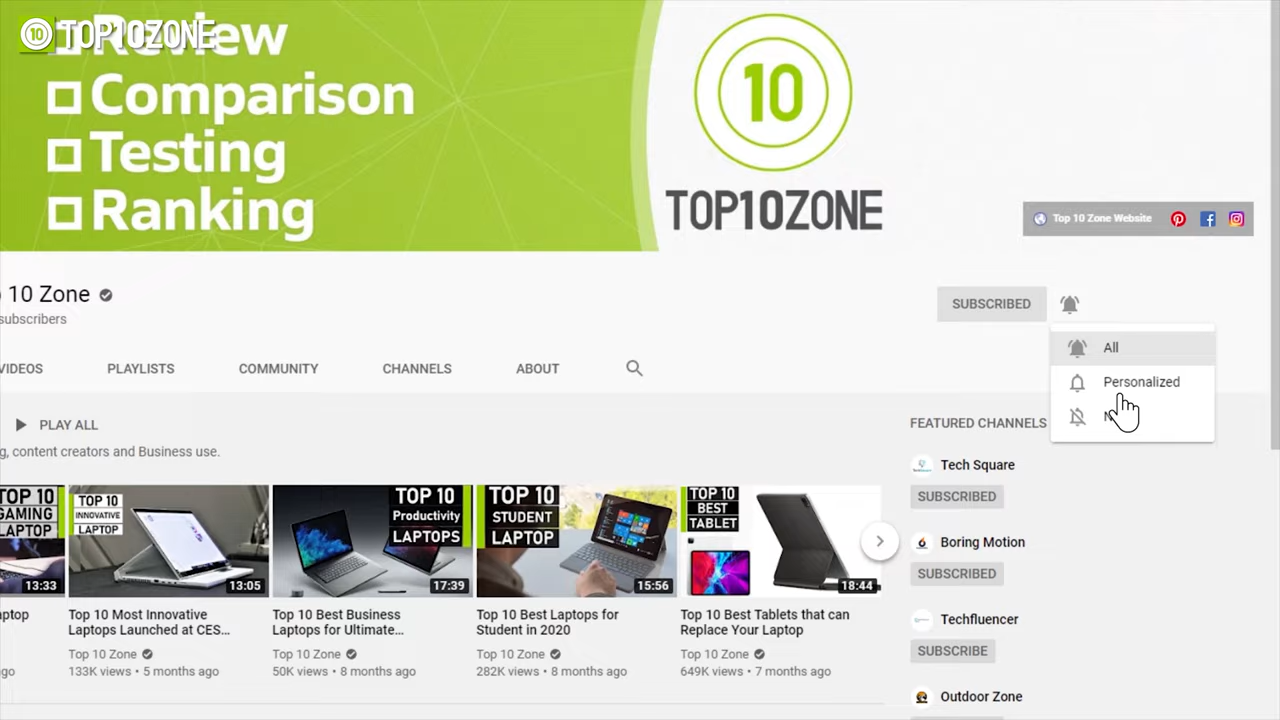 TOP10ZONE
Review
Comparison
Testing
Ranking
10
TOP10ZONE
Top 10 Zone Website
10 Zone
subscribers
SUBSCRIBED
All
Personalized
VIDEOS
PLAYLISTS
COMMUNITY
CHANNELS
ABOUT
PLAY ALL
content creators and Business use.
FEATURED CHANNELS
Tech Square
SUBSCRIBED
Boring Motion
SUBSCRIBED
Techfluencer
SUBSCRIBE
Outdoor Zone
TOP 10
GAMING
LAPTOP
13:33
TOP 10
INNOVATIVE
LAPTOP
13:05
Top 10 Most Innovative
Laptops Launched at CES...
Top 10 Zone
133K views • 5 months ago
TOP 10
Productivity
LAPTOPS
17:39
Top 10 Best Business
Laptops for Ultimate...
Top 10 Zone
50K views • 8 months ago
TOP 10
STUDENT
LAPTOP
15:56
Top 10 Best Laptops for
Student in 2020
Top 10 Zone
282K views • 8 months ago
TOP 10
BEST
TABLET
18:44
Top 10 Best Tablets that can
Replace Your Laptop
Top 10 Zone
649K views • 7 months ago